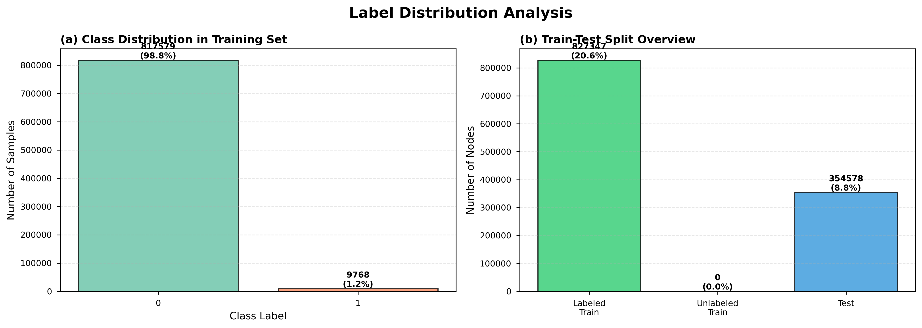 Label Distribution Analysis
(a) Class Distribution in Training Set
817579
(98.8%)
9768
(1.2%)
800000
700000
600000
500000
400000
300000
200000
100000
0
Number of Samples
0
1
Class Label
(b) Train-Test Split Overview
827347
(20.6%)
354578
(8.8%)
0
(0.0%)
800000
700000
600000
500000
400000
300000
200000
100000
0
Number of Nodes
Labeled
Train
Unlabeled
Train
Test